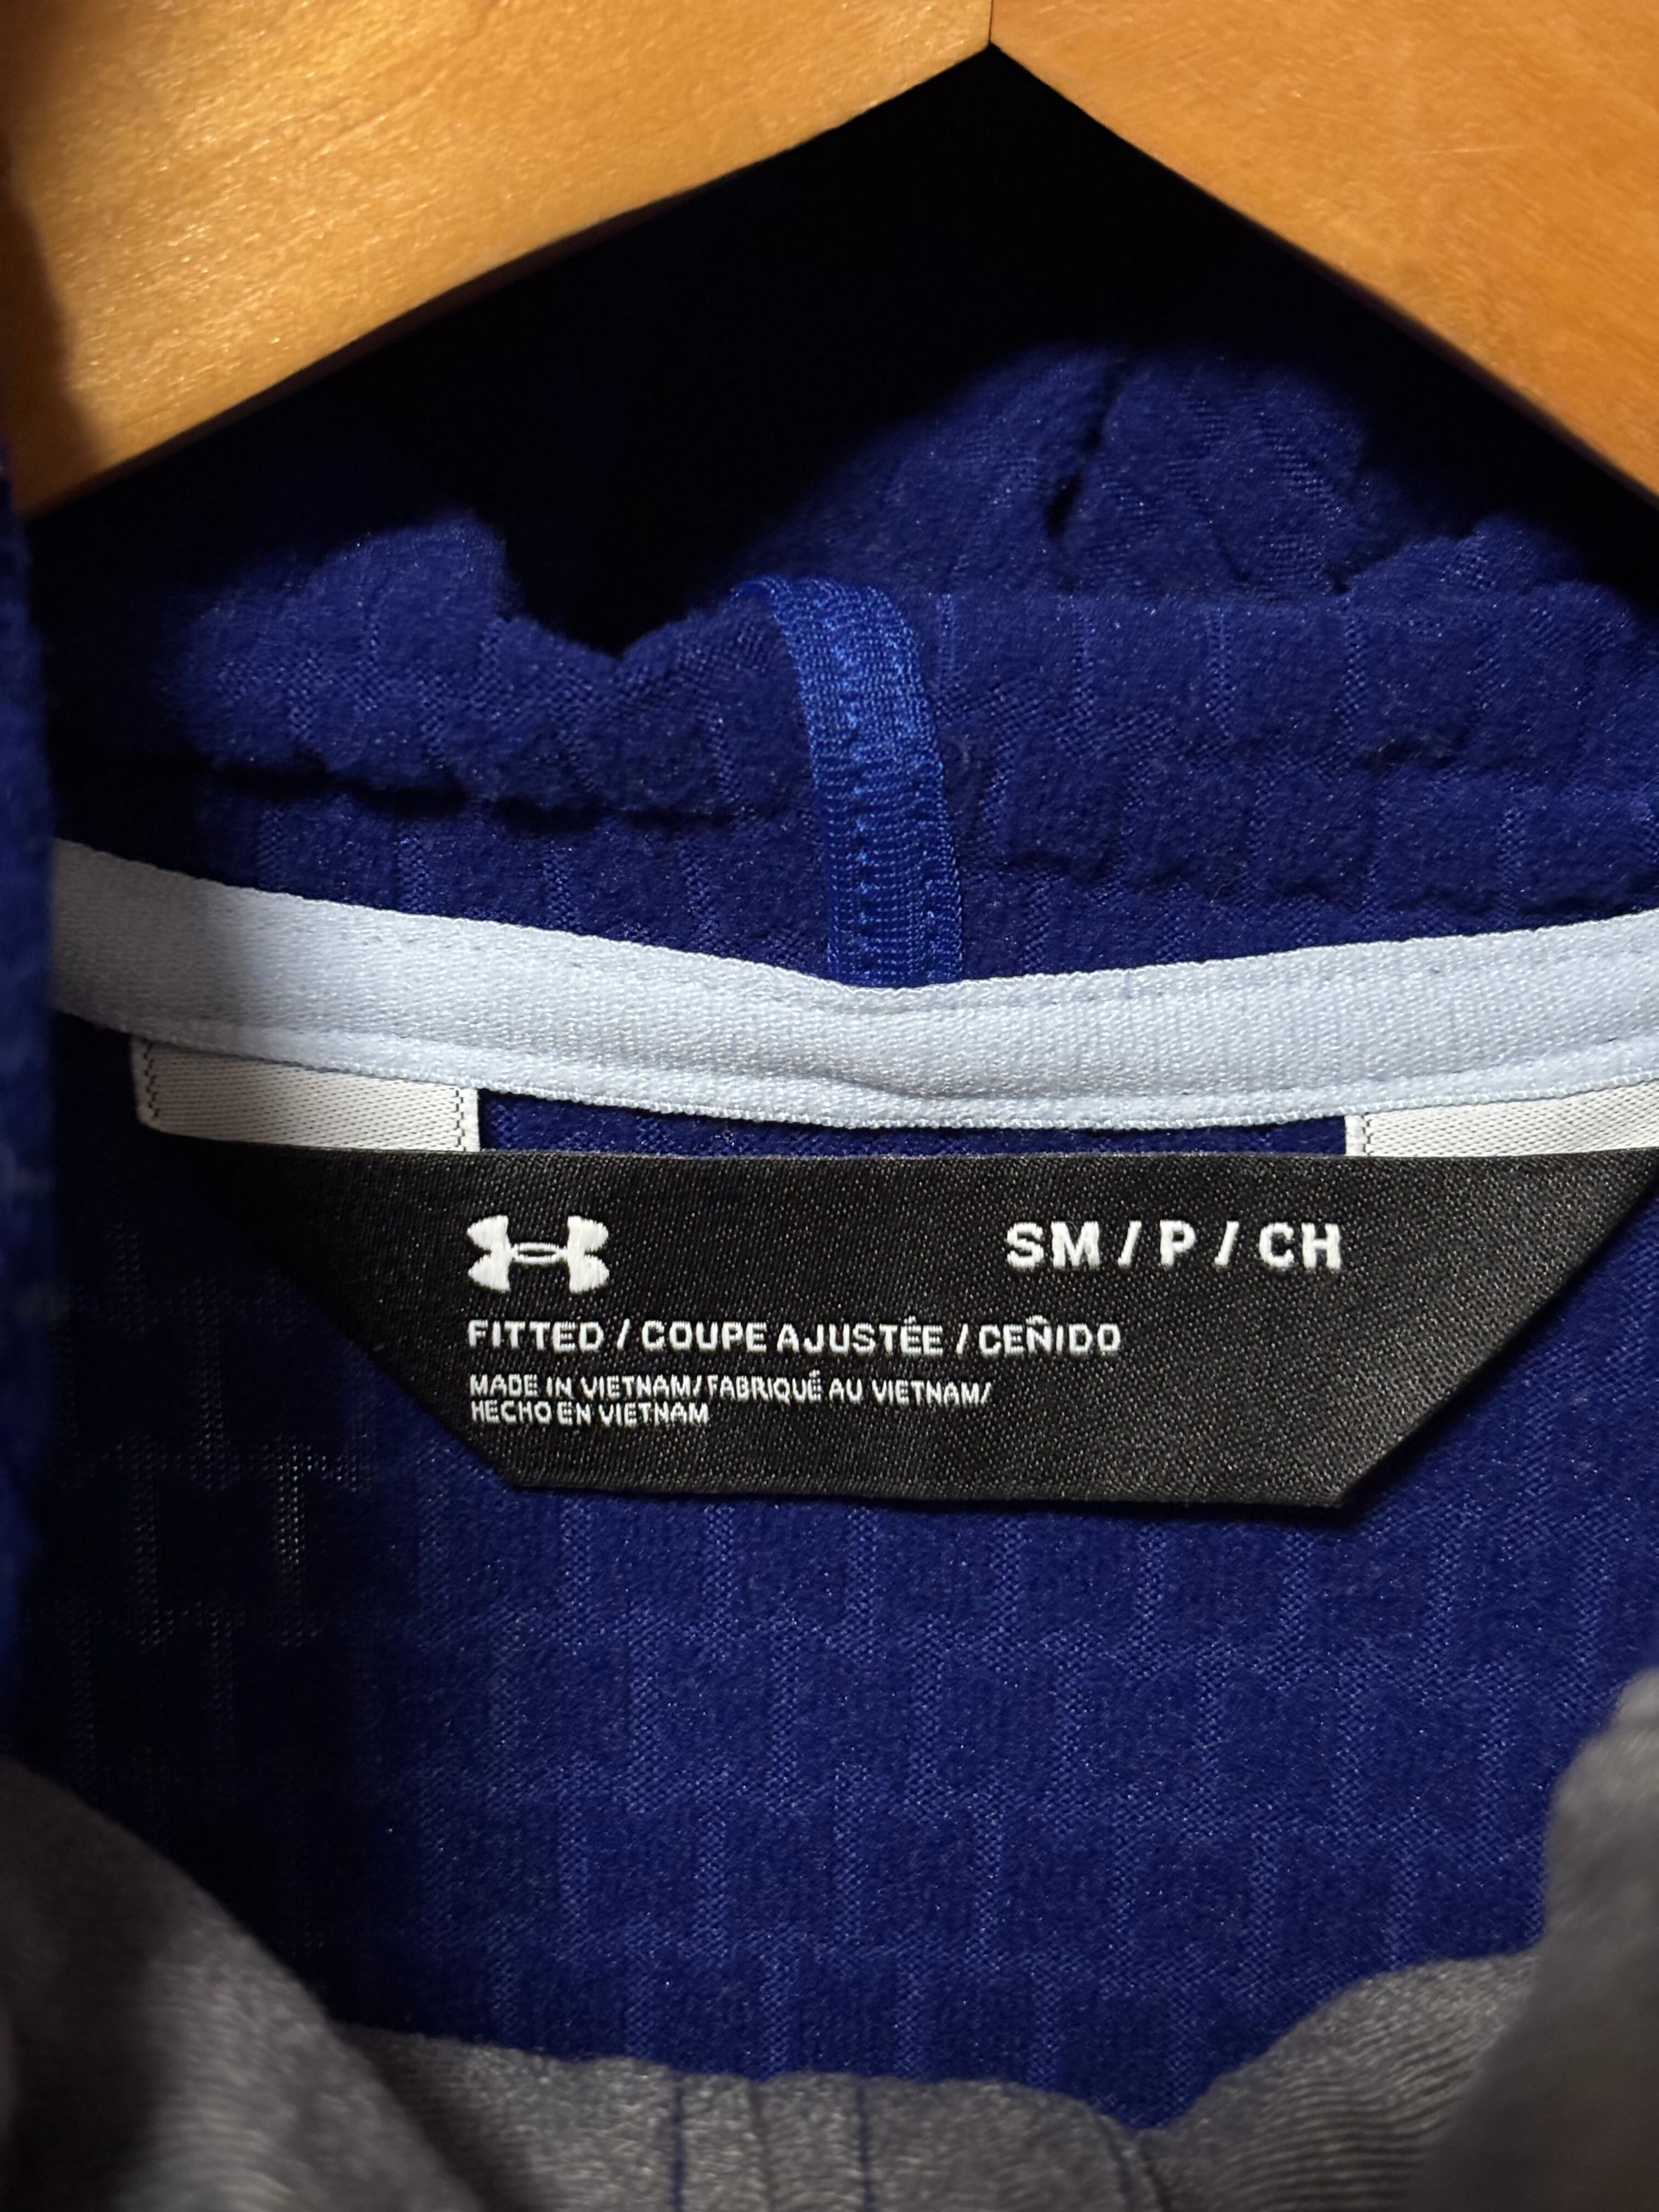 SM / P / CH
FITTED / COUPE AJUSTÉE / CEÑIDO
MADE IN VIETNAM/ FABRIQUÉ AU VIETNAM/
HECHO EN VIETNAM